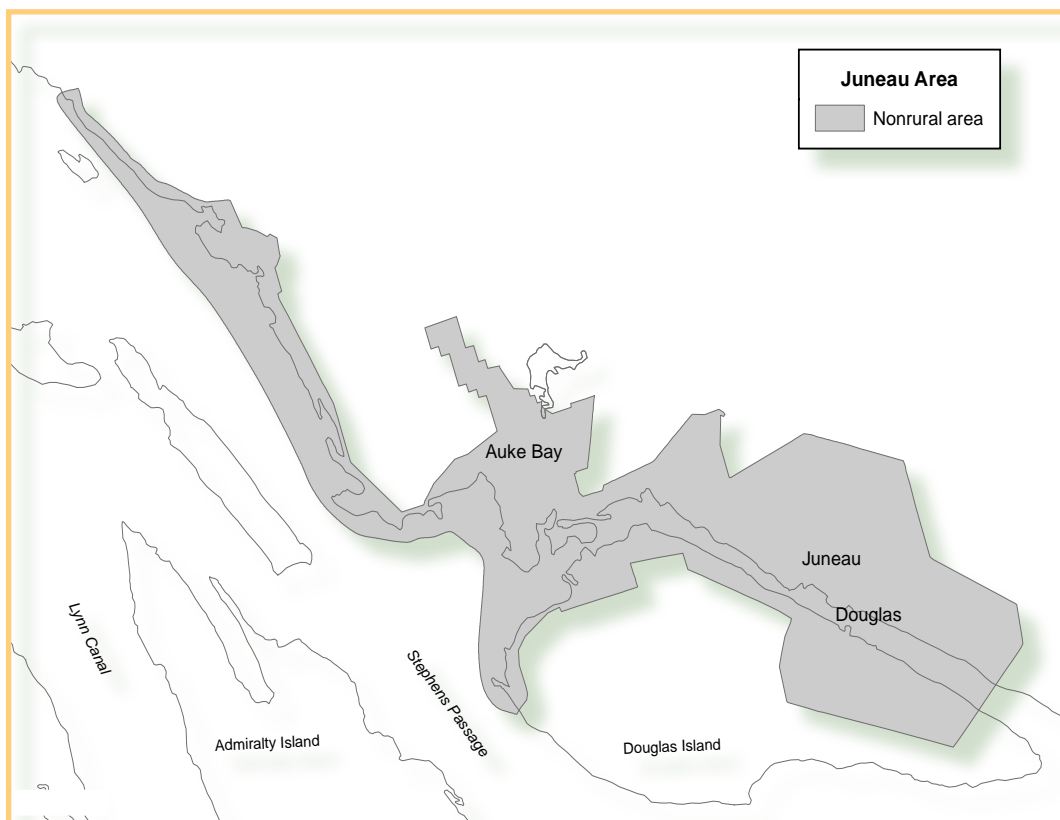 Juneau Area
Nonrural area
Auke Bay
Juneau
Douglas
Lynn Canal
Stephens Passage
Admiralty Island
Douglas Island